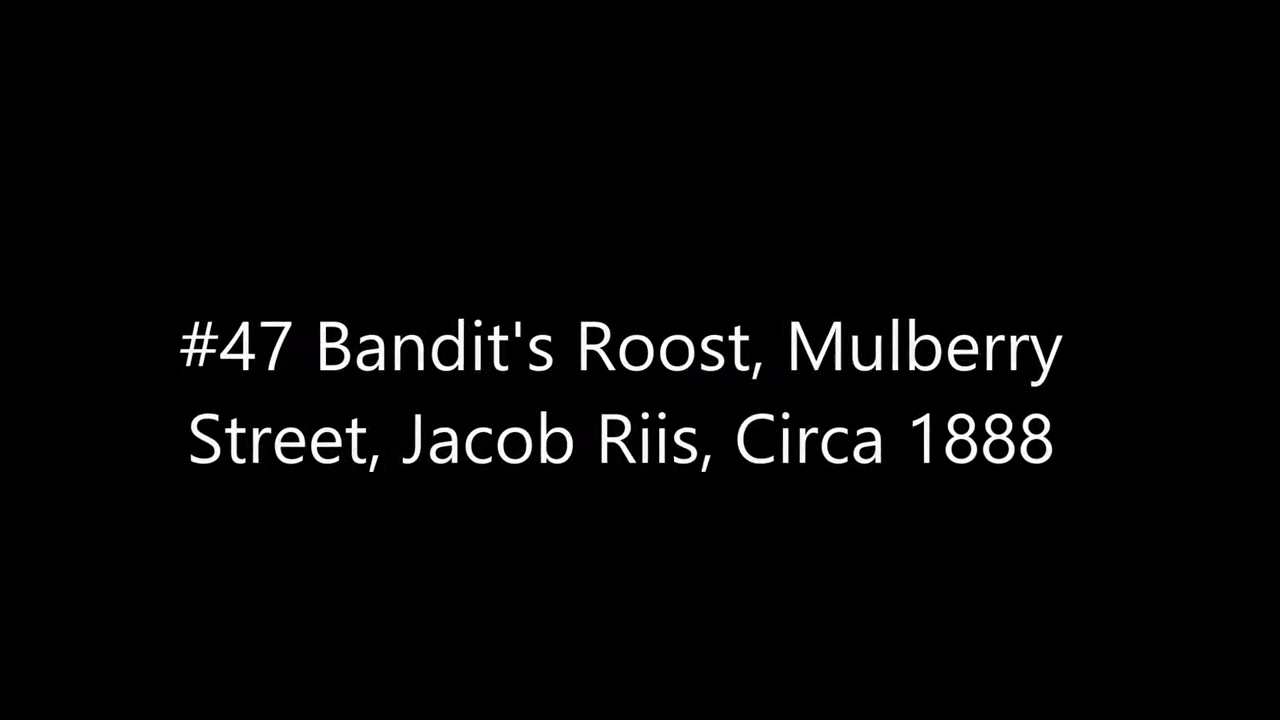 #47 Bandit's Roost, Mulberry
Street, Jacob Riis, Circa 1888